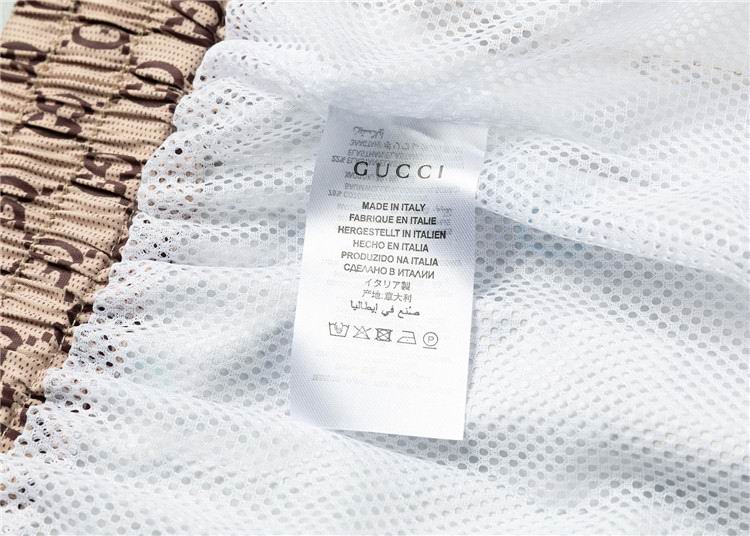 GUCCI
MADE IN ITALY
FABRIQUE EN ITALIE
HERGESTELLT IN ITALIEN
HECHO EN ITALIA
PRODUZIDO NA ITALIA
СДЕЛАНО В ИТАЛИИ
イタリア製
产地:意大利
صنع في إيطاليا